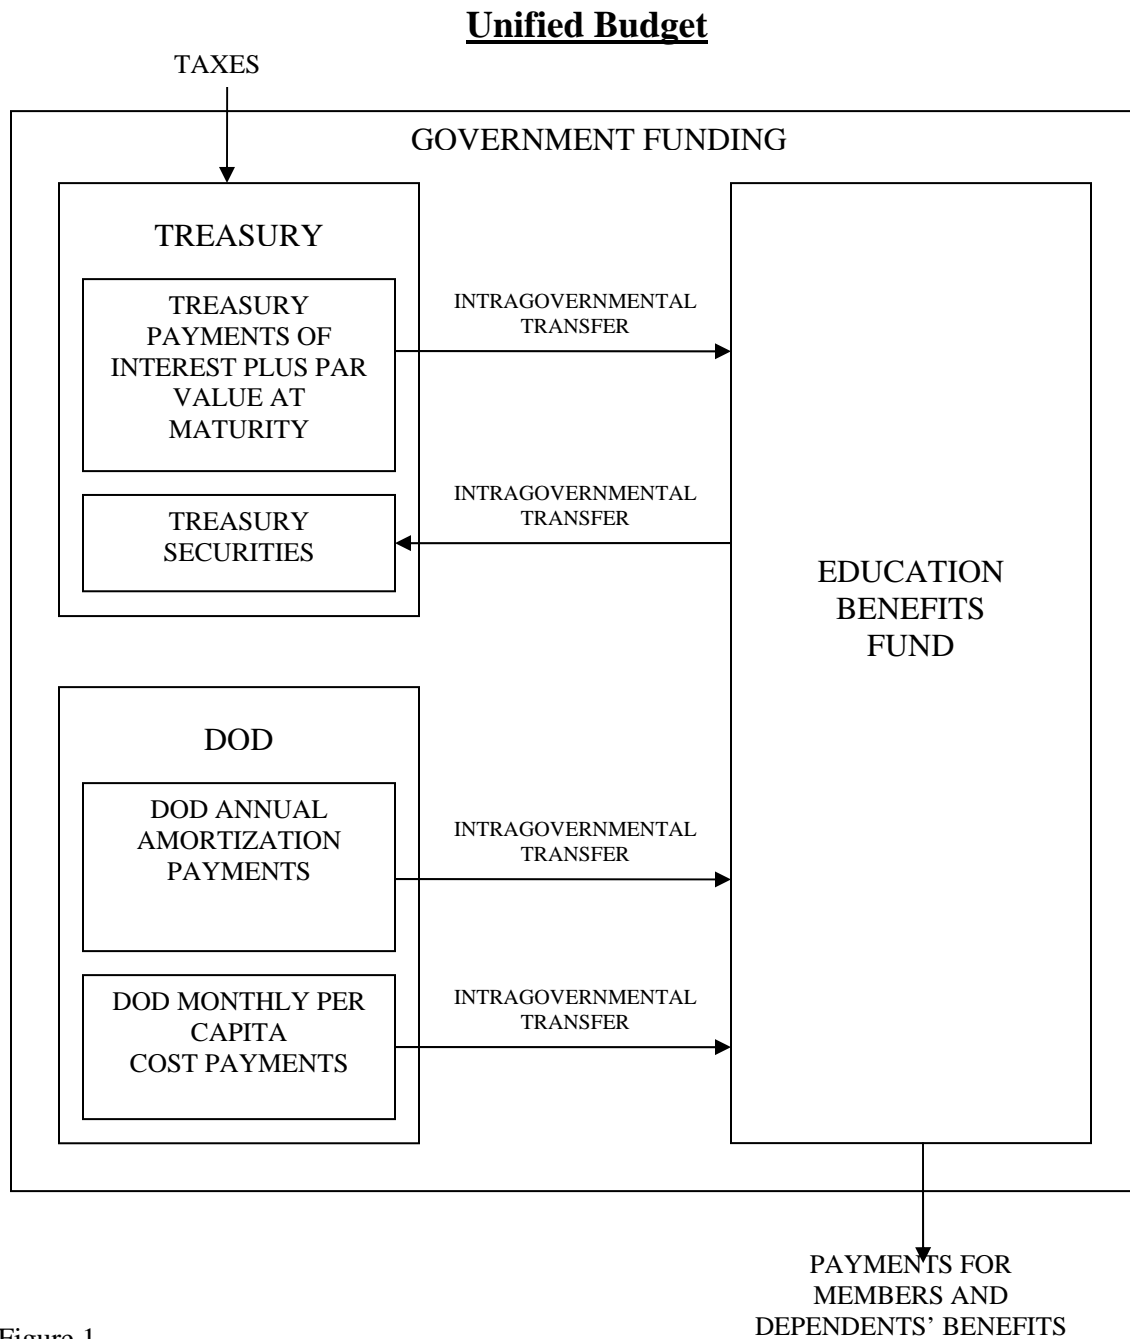 Unified Budget
TAXES
GOVERNMENT FUNDING
TREASURY
TREASURY
PAYMENTS OF
INTEREST PLUS PAR
VALUE AT
MATURITY
INTRAGOVERNMENTAL
TRANSFER
TREASURY
SECURITIES
INTRAGOVERNMENTAL
TRANSFER
EDUCATION
BENEFITS
FUND
DOD
DOD ANNUAL
AMORTIZATION
PAYMENTS
INTRAGOVERNMENTAL
TRANSFER
DOD MONTHLY PER
CAPITA
COST PAYMENTS
INTRAGOVERNMENTAL
TRANSFER
PAYMENTS FOR
MEMBERS AND
DEPENDENTS’ BENEFITS
Figure 1